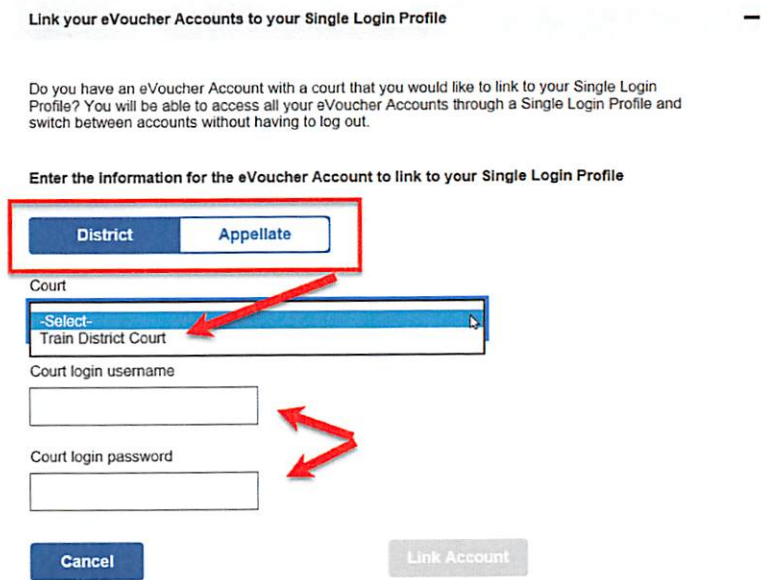 Link your eVoucher Accounts to your Single Login Profile
Do you have an eVoucher Account with a court that you would like to link to your Single Login
Profile? You will be able to access all your eVoucher Accounts through a Single Login Profile and
switch between accounts without having to log out.
Enter the information for the eVoucher Account to link to your Single Login Profile
District Appellate
Court
-Select-
Train District Court
Court login username
Court login password
Cancel Link Account